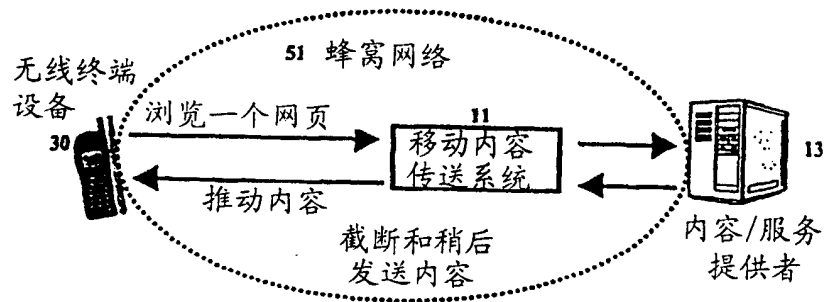 51 蜂窝网络
无线终端
设备
30
浏览一个网页
11
移动内容
传送系统
13
推动内容
截断和稍后
发送内容
内容/服务
提供者